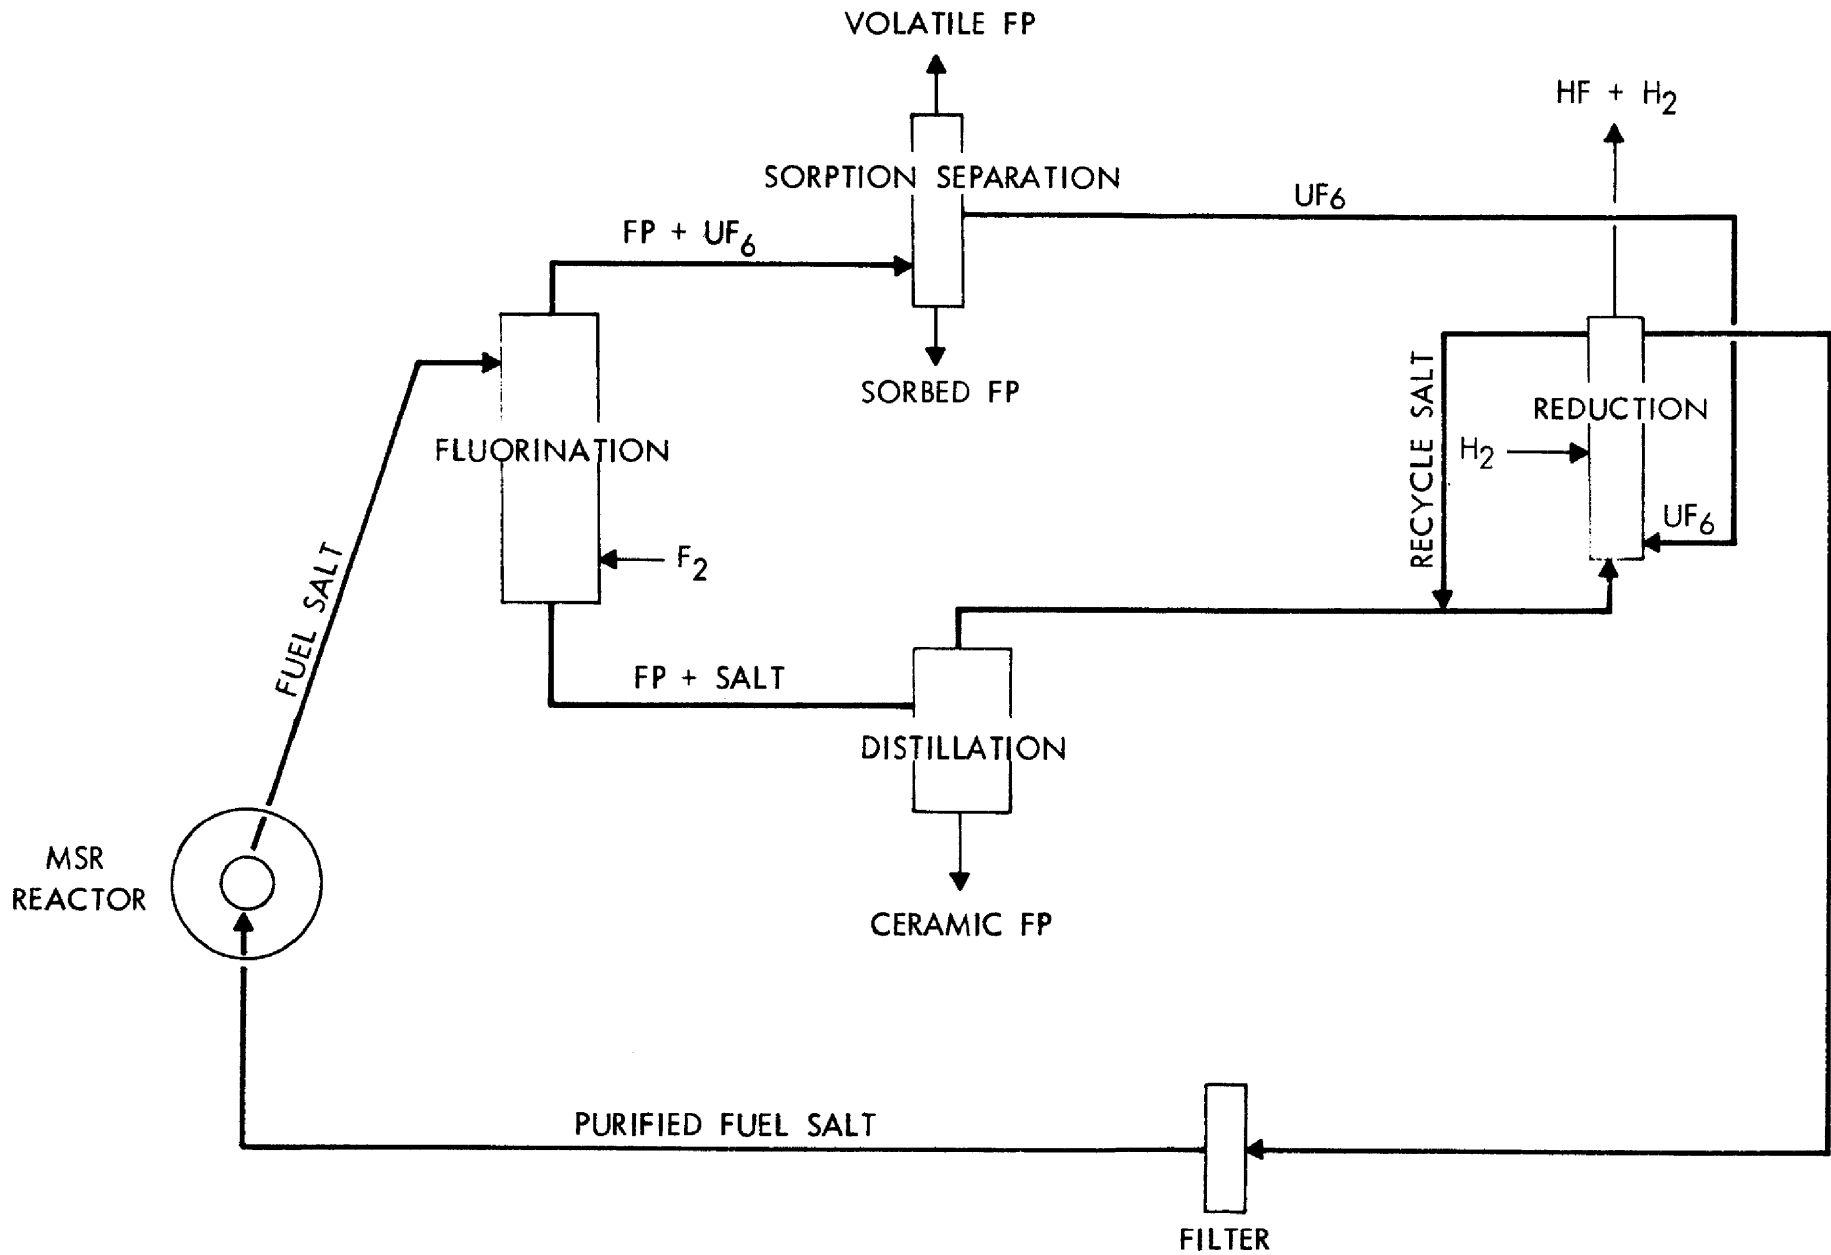 VOLATILE FP
HF + H2
SORPTION SEPARATION
UF6
FP + UF6
SORBED FP
RECYCLE SALT
REDUCTION
FLUORINATION
H2
UF6
F2
FUEL SALT
FP + SALT
DISTILLATION
MSR
REACTOR
CERAMIC FP
PURIFIED FUEL SALT
FILTER